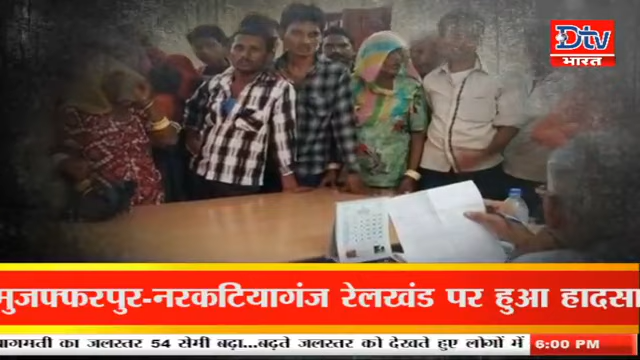 Dtv
भारत
मुजफ्फरपुर-नरकटियागंज रेलखंड पर हुआ हादसा
बागमती का जलस्तर 54 सेमी बढ़ा...बढ़ते जलस्तर को देखते हुए लोगों में
6:00 PM